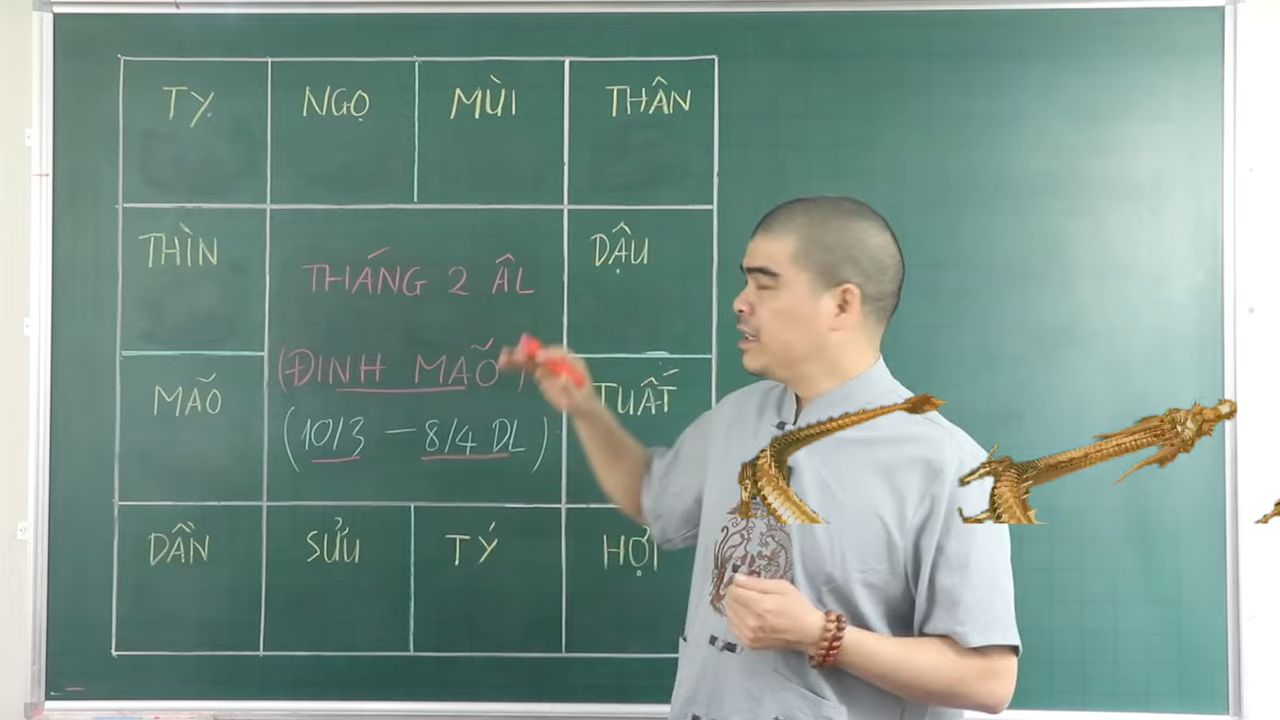 TỴ
NGỌ
MÙI
THÂN
THÌN
DẬU
THÁNG 2 ÂL
(ĐINH MÃO)
MÃO
TUẤT
(10/3 - 8/4 DL)
DẦN
SỬU
TÝ
HỢI